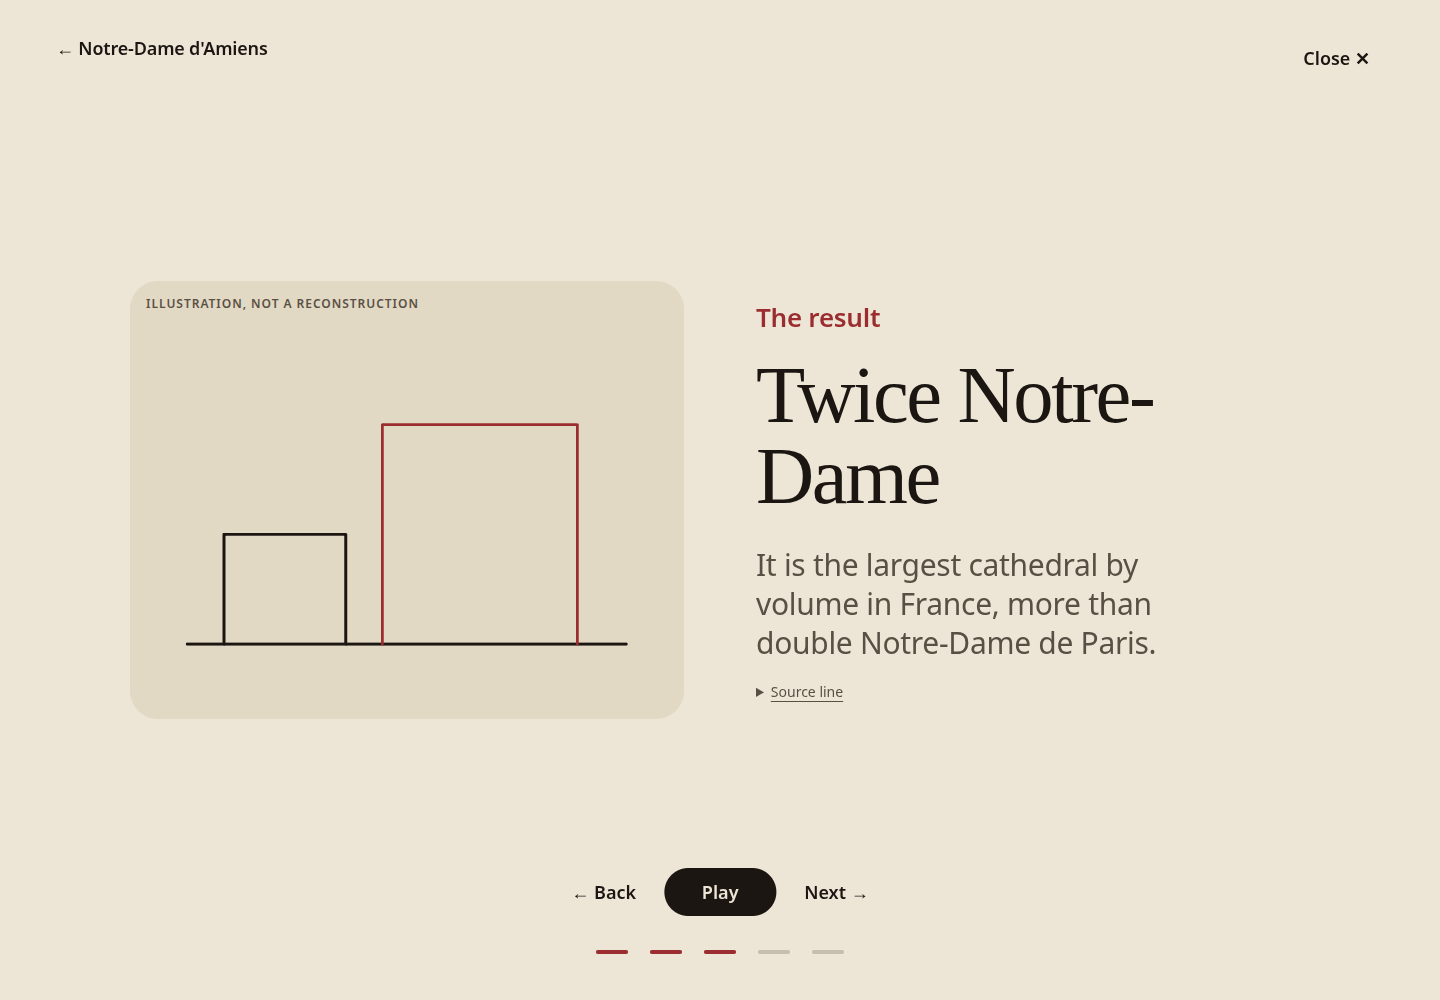 ← Notre-Dame d'Amiens
Close ✕
ILLUSTRATION, NOT A RECONSTRUCTION
The result
Twice Notre-
Dame
It is the largest cathedral by
volume in France, more than
double Notre-Dame de Paris.
▶ Source line
← Back
Play
Next →